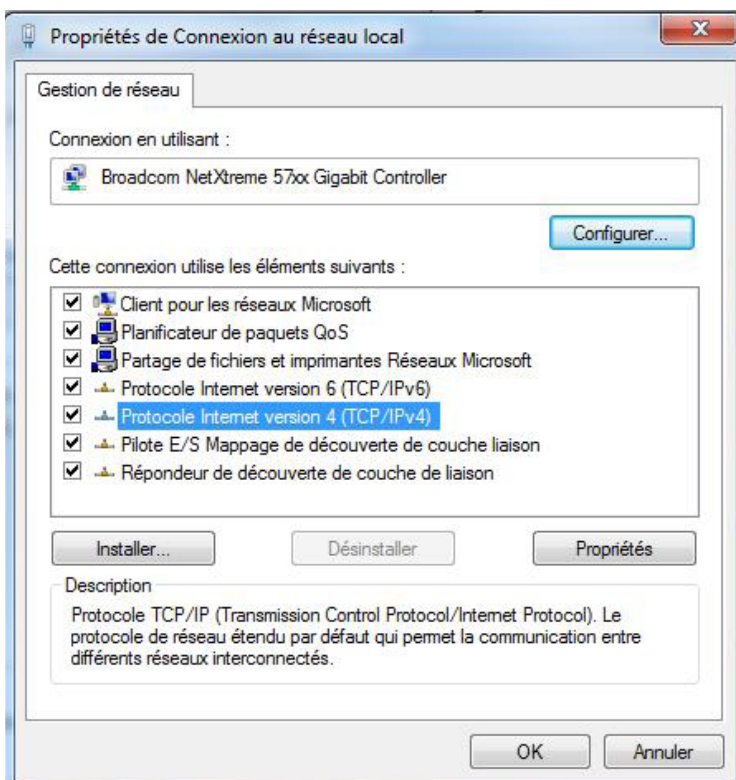 Propriétés de Connexion au réseau local
Gestion de réseau
Connexion en utilisant :
Broadcom NetXtreme 57xx Gigabit Controller
Configurer...
Cette connexion utilise les éléments suivants :
Client pour les réseaux Microsoft
Planificateur de paquets QoS
Partage de fichiers et imprimantes Réseaux Microsoft
Protocole Internet version 6 (TCP/IPv6)
Protocole Internet version 4 (TCP/IPv4)
Pilote E/S Mappage de découverte de couche liaison
Répondeur de découverte de couche de liaison
Installer...
Désinstaller
Propriétés
Description
Protocole TCP/IP (Transmission Control Protocol/Internet Protocol). Le
protocole de réseau étendu par défaut qui permet la communication entre
différents réseaux interconnectés.
OK
Annuler